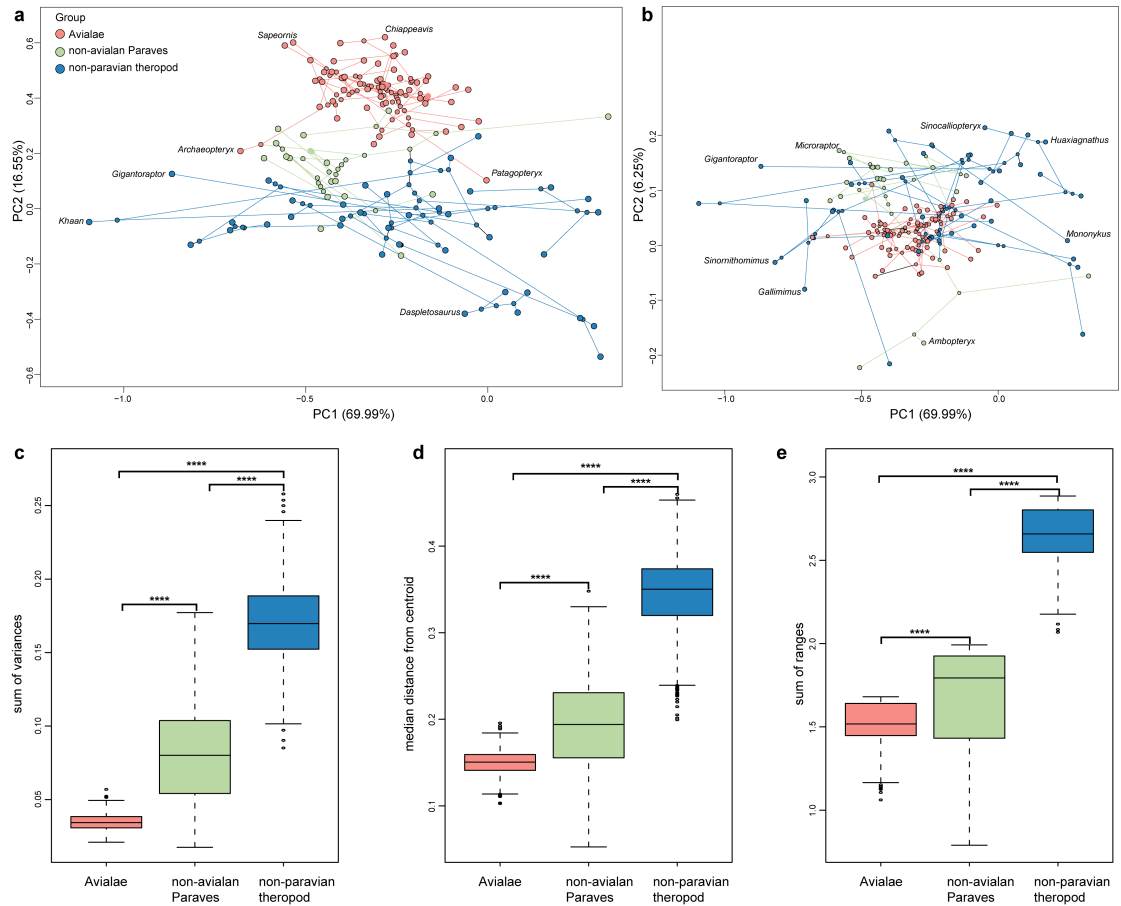 a
Group
Avialae
non-avialan Paraves
non-paravian theropod
Sapeornis
Chiappeavis
Archaeopteryx
Gigantoraptor
Khaan
Patagopteryx
Daspletosaurus
PC2 (16.55%)
0.6
0.4
0.2
0.0
−0.2
−0.4
−0.6
−1.0
−0.5
0.0
PC1 (69.99%)
b
Sinocalliopteryx
Huaxiagnathus
Microraptor
Gigantoraptor
Mononykus
Sinornithomimus
Gallimimus
Ambopteryx
PC2 (6.25%)
0.2
0.1
0.0
−0.1
−0.2
−1.0
−0.5
0.0
PC1 (69.99%)
c
****
****
****
sum of variances
0.25
0.20
0.15
0.10
0.05
Avialae
non-avialan
Paraves
non-paravian
theropod
d
****
****
****
median distance from centroid
0.4
0.3
0.2
0.1
Avialae
non-avialan
Paraves
non-paravian
theropod
e
****
****
****
sum of ranges
3.0
2.5
2.0
1.5
1.0
Avialae
non-avialan
Paraves
non-paravian
theropod